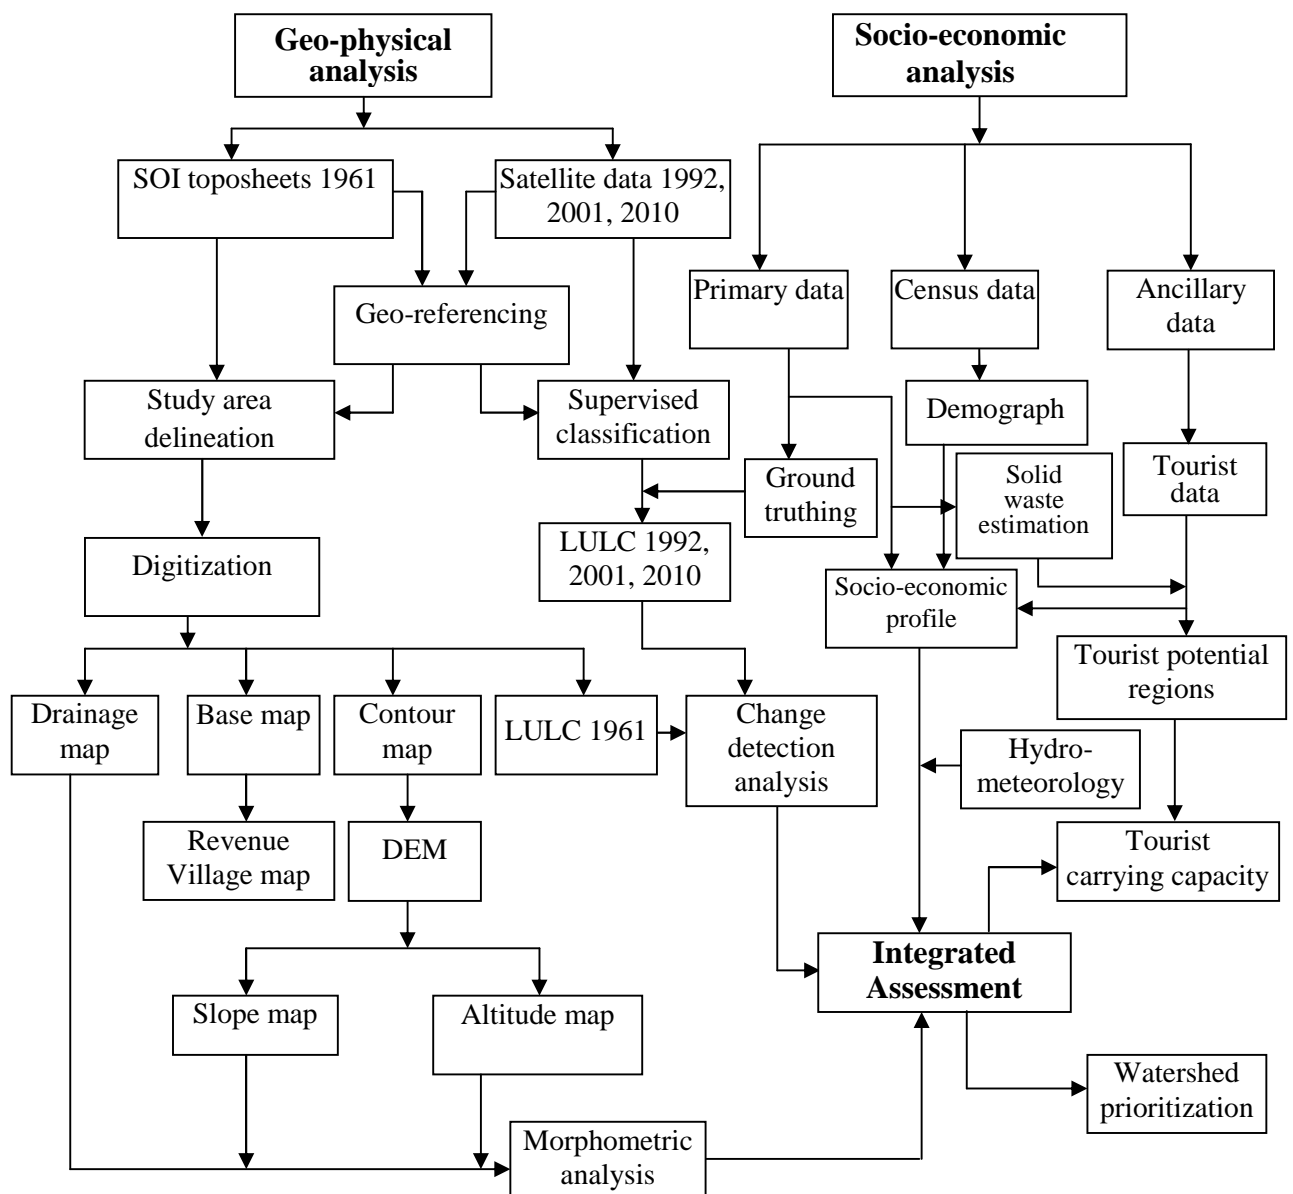 Geo-physical
analysis
Socio-economic
analysis
SOI toposheets 1961
Satellite data 1992,
2001, 2010
Primary data
Census data
Ancillary
data
Geo-referencing
Study area
delineation
Supervised
classification
Demograph
Ground
truthing
Solid
waste
estimation
Tourist
data
Digitization
LULC 1992,
2001, 2010
Socio-economic
profile
Tourist potential
regions
Drainage
map
Base map
Contour
map
LULC 1961
Change
detection
analysis
Hydro-
meteorology
Revenue
Village map
DEM
Tourist
carrying capacity
Integrated
Assessment
Slope map
Altitude map
Watershed
prioritization
Morphometric
analysis